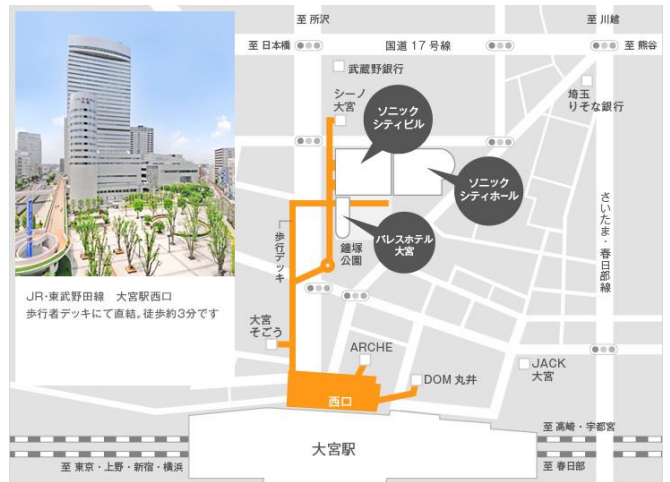 至 所沢
至 川越
至 日本橋
国道 17 号線
至 熊谷
武蔵野銀行
シーノ
大宮
ソニック
シティビル
埼玉
りそな銀行
ソニック
シティホール
さいたま・春日部線
パレスホテル
大宮
歩行デッキ
鐘塚
公園
JR・東武野田線 大宮駅西口
歩行者デッキにて直結。徒歩約3分です
大宮
そごう
ARCHE
DOM 丸井
JACK
大宮
西口
大宮駅
至 高崎・宇都宮
至 東京・上野・新宿・横浜
至 春日部